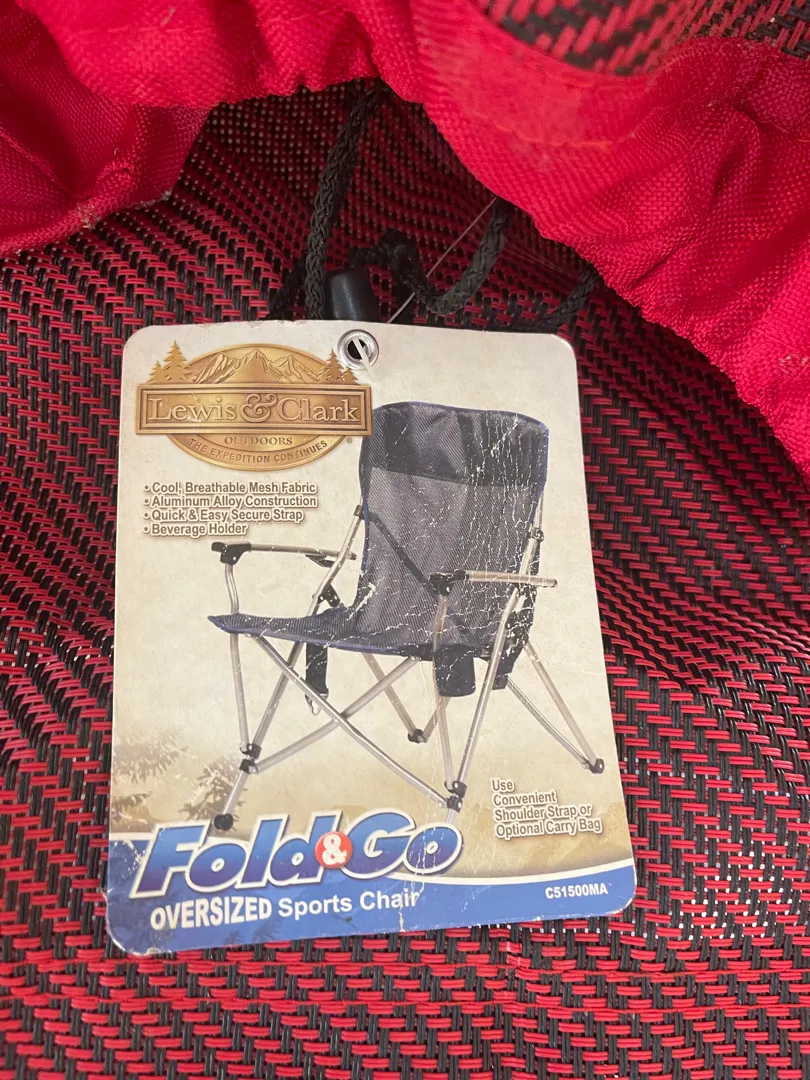 Lewis & Clark
OUTDOORS
THE EXPEDITION CONTINUES
®
• Cool, Breathable Mesh Fabric
• Aluminum Alloy Construction
• Quick & Easy Secure Strap
• Beverage Holder
Use
Convenient
Shoulder Strap or
Optional Carry Bag
Fold & Go
OVERSIZED Sports Chair
C51500MA